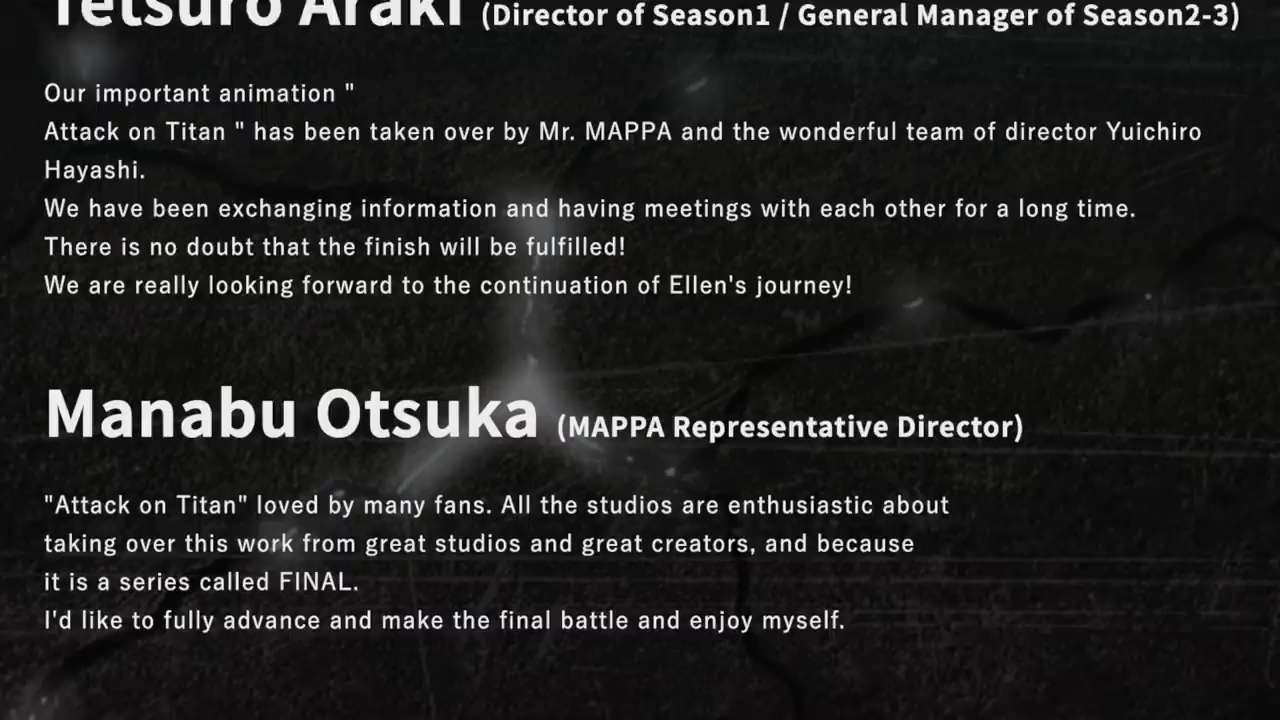 Tetsuro Araki (Director of Season1 / General Manager of Season2-3)
Our important animation "
Attack on Titan " has been taken over by Mr. MAPPA and the wonderful team of director Yuichiro
Hayashi.
We have been exchanging information and having meetings with each other for a long time.
There is no doubt that the finish will be fulfilled!
We are really looking forward to the continuation of Ellen's journey!
Manabu Otsuka (MAPPA Representative Director)
"Attack on Titan" loved by many fans. All the studios are enthusiastic about
taking over this work from great studios and great creators, and because
it is a series called FINAL.
I'd like to fully advance and make the final battle and enjoy myself.